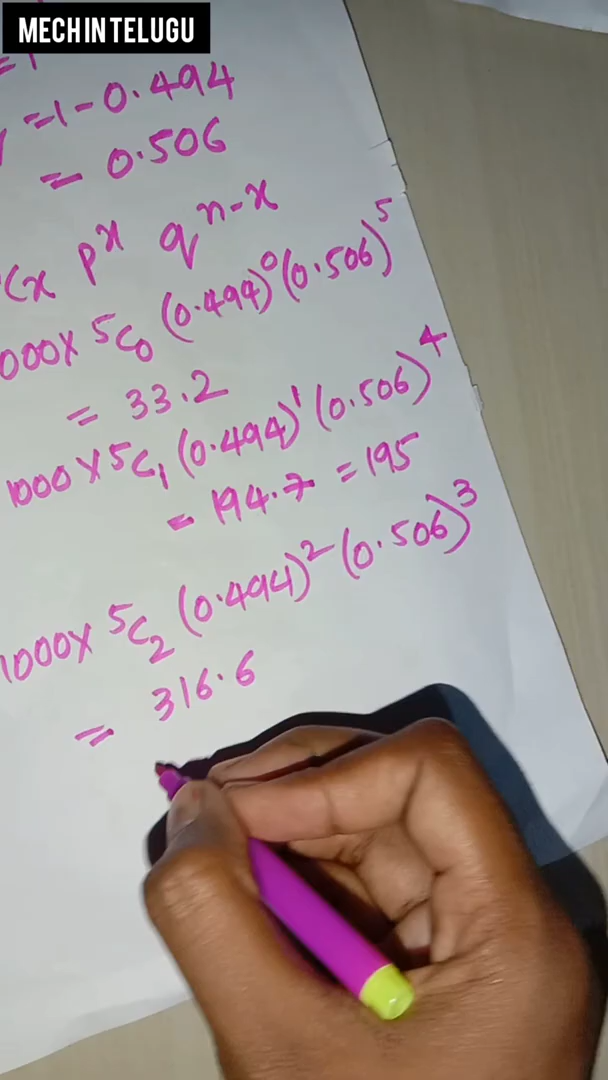 MECH IN TELUGU
=1
=1-0.494
= 0.506
Cx p^x q^n-x
000× 5C0 (0.494)^0 (0.506)^5
= 33.2
1000 × 5C1 (0.494)^1 (0.506)^4
= 194.7 = 195
1000× 5C2 (0.494)^2 (0.506)^3
= 316.6